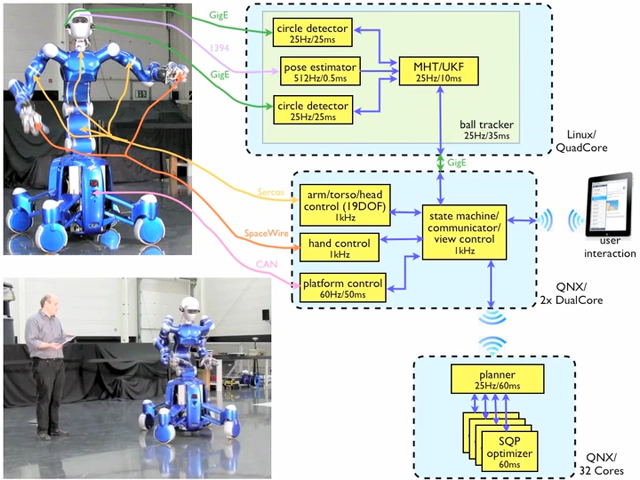 GigE
1394
GigE
circle detector
25Hz/25ms
pose estimator
512Hz/0.5ms
circle detector
25Hz/25ms
MHT/UKF
25Hz/10ms
ball tracker
25Hz/35ms
Linux/
QuadCore
GigE
Sercos
SpaceWire
CAN
arm/torso/head
control (19DOF)
1kHz
hand control
1kHz
platform control
60Hz/50ms
state machine/
communicator/
view control
1kHz
user
interaction
QNX/
2x DualCore
planner
25Hz/60ms
SQP
optimizer
60ms
QNX/
32 Cores